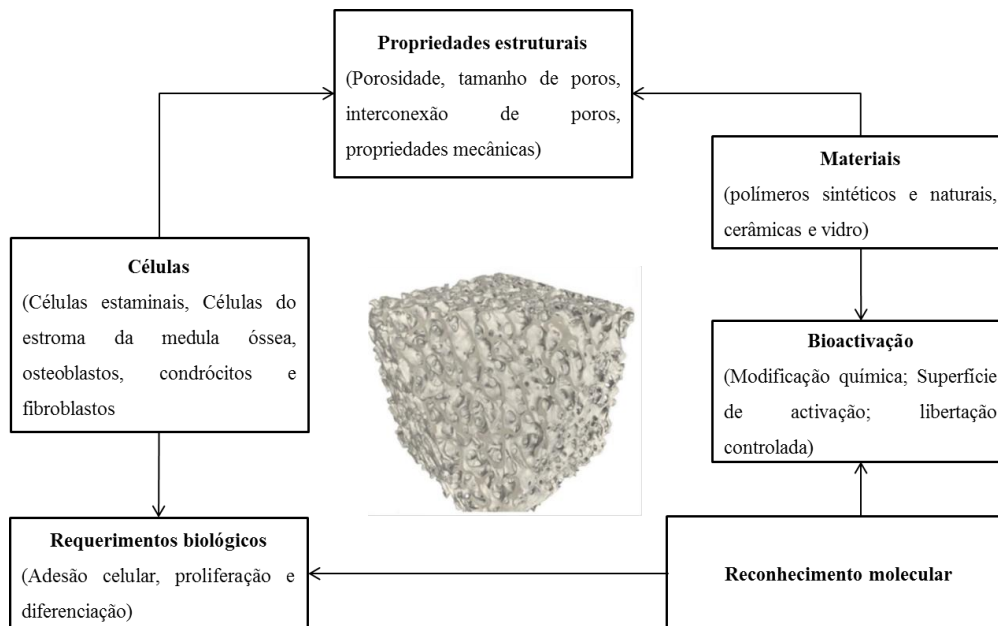 Propriedades estruturais
(Porosidade, tamanho de poros,
interconexão de poros,
propriedades mecânicas)
Materiais
(polímeros sintéticos e naturais,
cerâmicas e vidro)
Células
(Células estaminais, Células do
estroma da medula óssea,
osteoblastos, condrócitos e
fibroblastos
Bioactivação
(Modificação química; Superfície
de activação; libertação
controlada)
Requerimentos biológicos
(Adesão celular, proliferação e
diferenciação)
Reconhecimento molecular